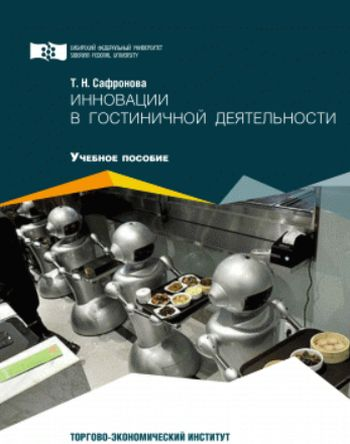 СИБИРСКИЙ ФЕДЕРАЛЬНЫЙ УНИВЕРСИТЕТ
SIBERIAN FEDERAL UNIVERSITY
Т. Н. Сафронова
ИННОВАЦИИ
В ГОСТИНИЧНОЙ ДЕЯТЕЛЬНОСТИ
УЧЕБНОЕ ПОСОБИЕ
ТОРГОВО-ЭКОНОМИЧЕСКИЙ ИНСТИТУТ